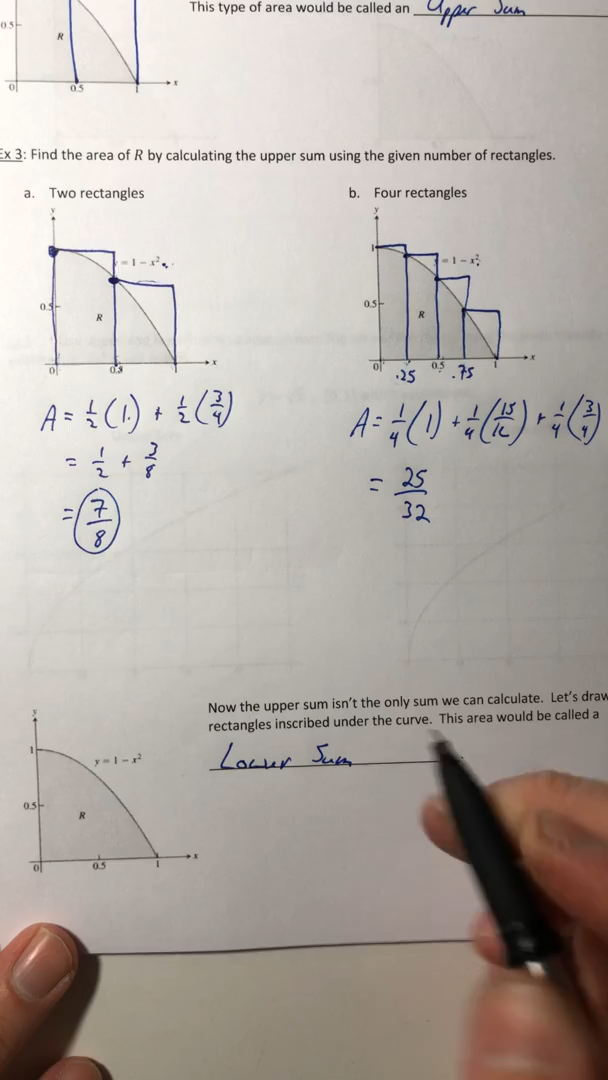 This type of area would be called an Upper Sum
0.5
R
0
0.5
1
x
Ex 3: Find the area of R by calculating the upper sum using the given number of rectangles.
a. Two rectangles
b. Four rectangles
y
= 1 − x²
0.5
R
0
0.5
1
x
y
1
= 1 − x²
0.5
R
0
.25
0.5
.75
1
x
A = 1/2 (1) + 1/2 (3/4)
= 1/2 + 3/8
= 7/8
A = 1/4 (1) + 1/4 (15/16) + 1/4 (3/4)
= 25/32
Now the upper sum isn't the only sum we can calculate. Let's draw
rectangles inscribed under the curve. This area would be called a
Lower Sum
y
1
y = 1 − x²
0.5
R
0
0.5
1
x